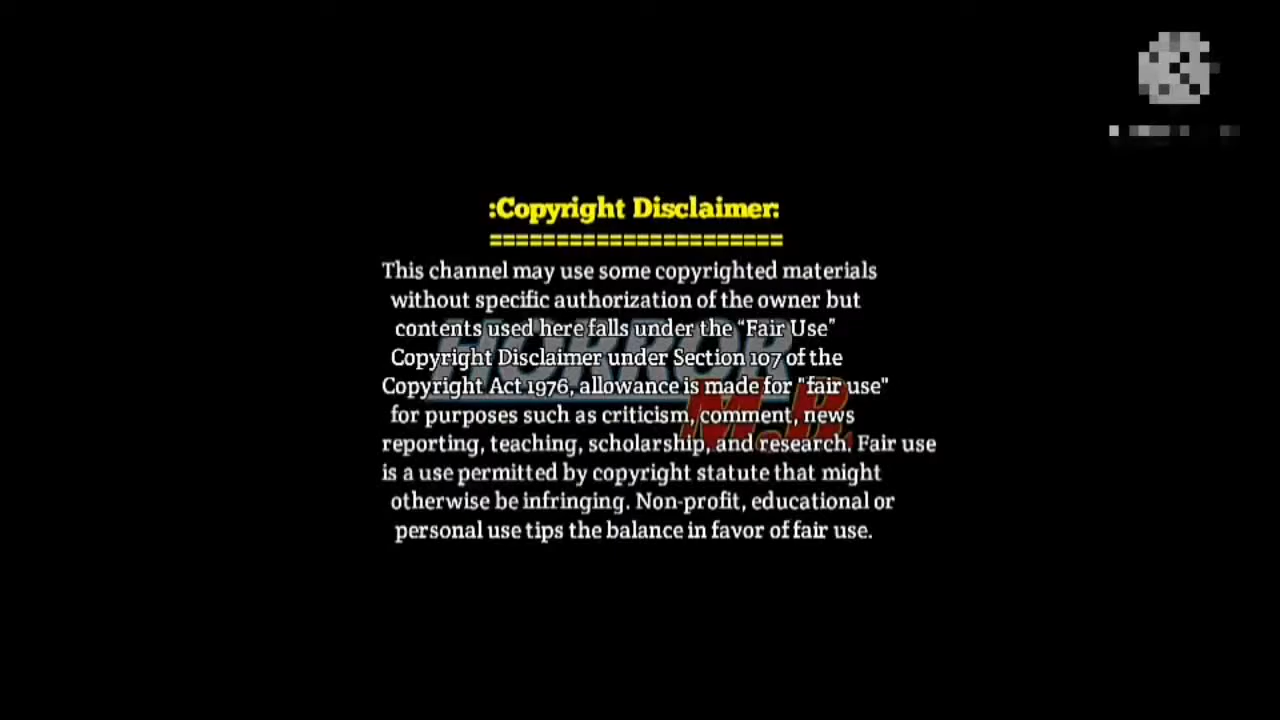 :Copyright Disclaimer:
======================
This channel may use some copyrighted materials
without specific authorization of the owner but
contents used here falls under the “Fair Use”
Copyright Disclaimer under Section 107 of the
Copyright Act 1976, allowance is made for "fair use"
for purposes such as criticism, comment, news
reporting, teaching, scholarship, and research. Fair use
is a use permitted by copyright statute that might
otherwise be infringing. Non-profit, educational or
personal use tips the balance in favor of fair use.
HORROR
M.R.